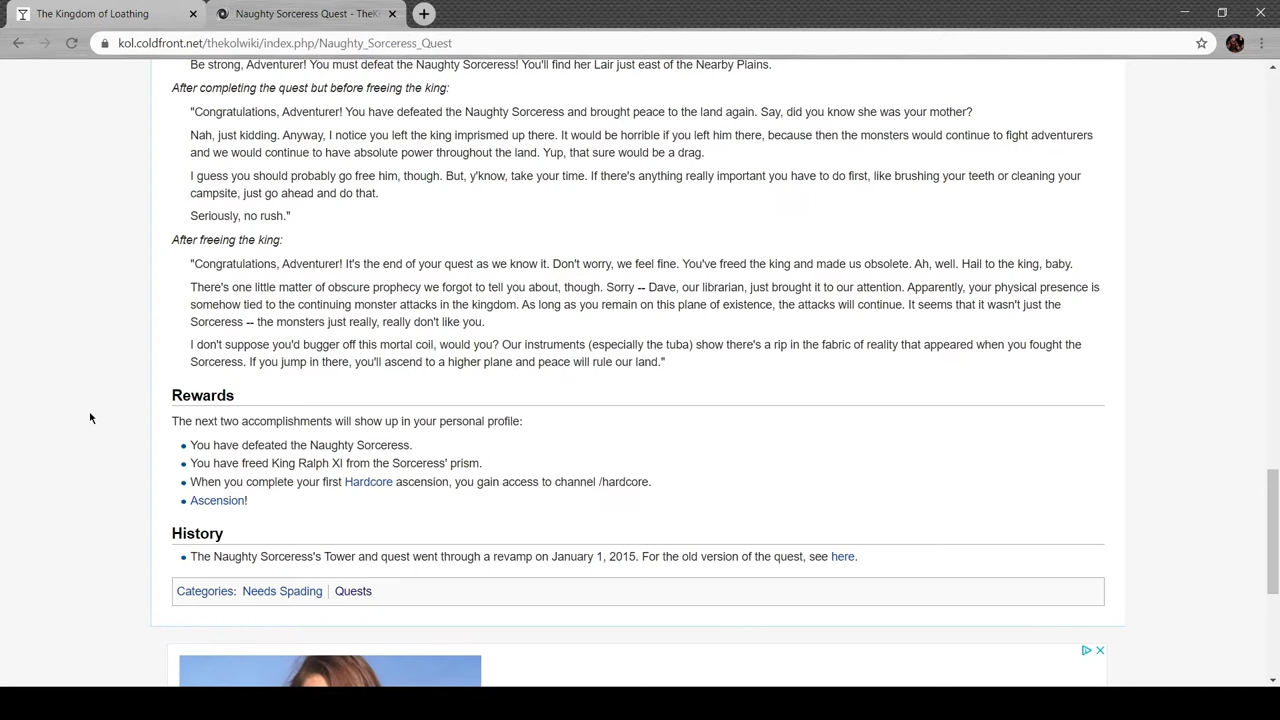 The Kingdom of Loathing
Naughty Sorceress Quest - TheKi
kol.coldfront.net/thekolwiki/index.php/Naughty_Sorceress_Quest
Be strong, Adventurer! You must defeat the Naughty Sorceress! You'll find her Lair just east of the Nearby Plains.
After completing the quest but before freeing the king:
"Congratulations, Adventurer! You have defeated the Naughty Sorceress and brought peace to the land again. Say, did you know she was your mother?
Nah, just kidding. Anyway, I notice you left the king imprismed up there. It would be horrible if you left him there, because then the monsters would continue to fight adventurers
and we would continue to have absolute power throughout the land. Yup, that sure would be a drag.
I guess you should probably go free him, though. But, y'know, take your time. If there's anything really important you have to do first, like brushing your teeth or cleaning your
campsite, just go ahead and do that.
Seriously, no rush."
After freeing the king:
"Congratulations, Adventurer! It's the end of your quest as we know it. Don't worry, we feel fine. You've freed the king and made us obsolete. Ah, well. Hail to the king, baby.
There's one little matter of obscure prophecy we forgot to tell you about, though. Sorry -- Dave, our librarian, just brought it to our attention. Apparently, your physical presence is
somehow tied to the continuing monster attacks in the kingdom. As long as you remain on this plane of existence, the attacks will continue. It seems that it wasn't just the
Sorceress -- the monsters just really, really don't like you.
I don't suppose you'd bugger off this mortal coil, would you? Our instruments (especially the tuba) show there's a rip in the fabric of reality that appeared when you fought the
Sorceress. If you jump in there, you'll ascend to a higher plane and peace will rule our land."
Rewards
The next two accomplishments will show up in your personal profile:
You have defeated the Naughty Sorceress.
You have freed King Ralph XI from the Sorceress' prism.
When you complete your first Hardcore ascension, you gain access to channel /hardcore.
Ascension!
History
The Naughty Sorceress's Tower and quest went through a revamp on January 1, 2015. For the old version of the quest, see here.
Categories: Needs Spading | Quests